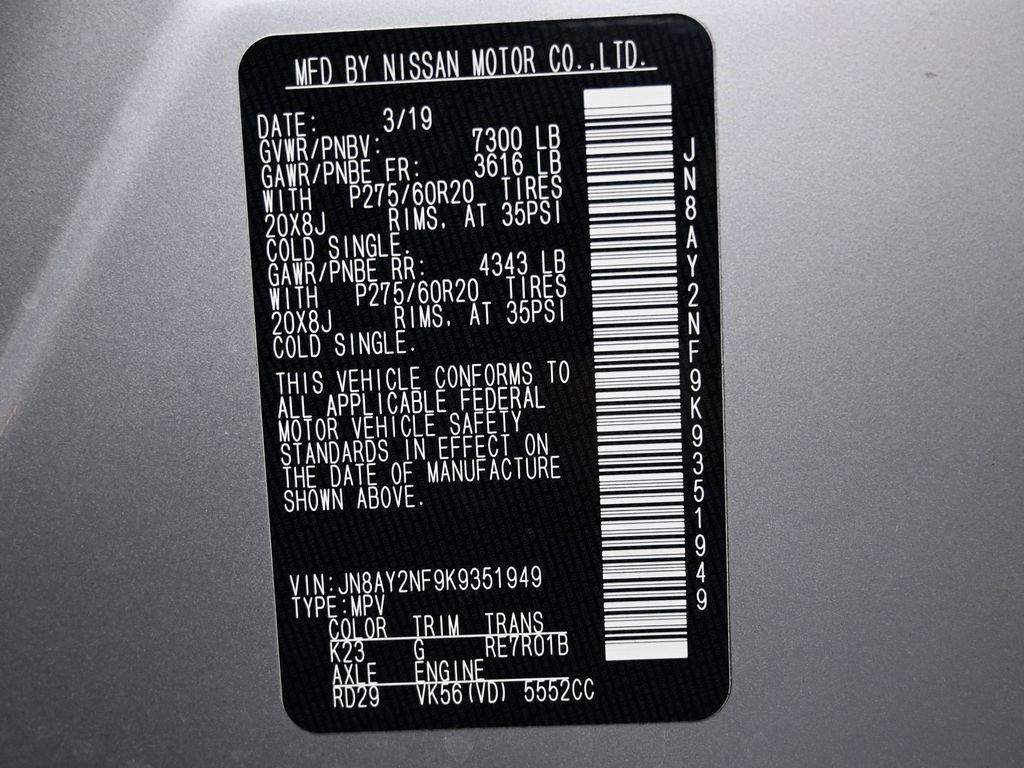 MFD BY NISSAN MOTOR CO.,LTD.
DATE: 3/19
GVWR/PNBV: 7300 LB
GAWR/PNBE FR: 3616 LB
WITH P275/60R20 TIRES
20X8J RIMS, AT 35PSI
COLD SINGLE.
GAWR/PNBE RR: 4343 LB
WITH P275/60R20 TIRES
20X8J RIMS, AT 35PSI
COLD SINGLE.
THIS VEHICLE CONFORMS TO
ALL APPLICABLE FEDERAL
MOTOR VEHICLE SAFETY
STANDARDS IN EFFECT ON
THE DATE OF MANUFACTURE
SHOWN ABOVE.
VIN:JN8AY2NF9K9351949
TYPE:MPV
COLOR TRIM TRANS
K23 G RE7R01B
AXLE ENGINE
RD29 VK56(VD) 5552CC
JN8AY2NF9K9351949